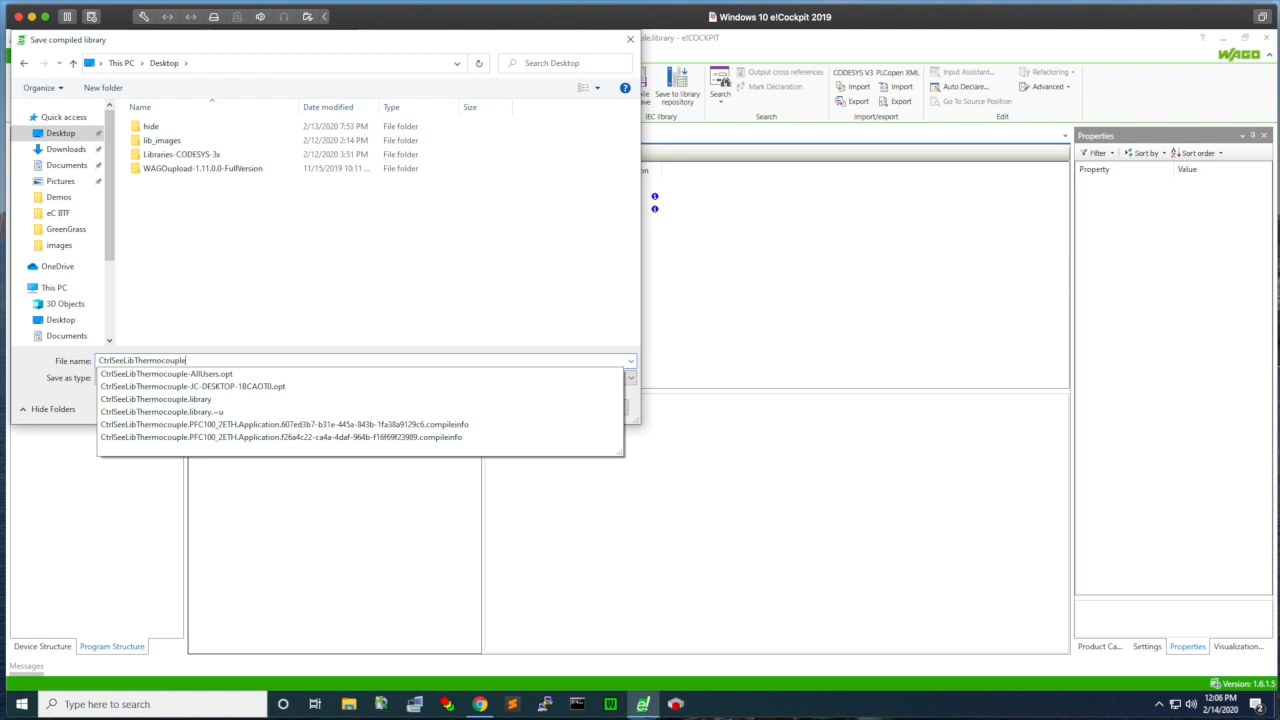 Windows 10 e!Cockpit 2019
Save compiled library
le.library - e!COCKPIT
WAGO
This PC
Desktop
Search Desktop
Organize
New folder
Name
Date modified
Type
Size
hide
2/13/2020 7:53 PM
File folder
lib_images
2/12/2020 2:14 PM
File folder
Libraries-CODESYS-3x
2/12/2020 3:51 PM
File folder
WAGOupload-1.11.0.0-FullVersion
11/15/2019 10:11 ...
File folder
Quick access
Desktop
Downloads
Documents
Pictures
Demos
eC BTF
GreenGrass
images
OneDrive
This PC
3D Objects
Desktop
Documents
File name:
CtrlSeeLibThermocouple
Save as type:
CtrlSeeLibThermocouple-AllUsers.opt
CtrlSeeLibThermocouple-JC-DESKTOP-1BCAOT0.opt
CtrlSeeLibThermocouple.library
CtrlSeeLibThermocouple.library.~u
CtrlSeeLibThermocouple.PFC100_2ETH.Application.607ed3b7-b31e-445a-843b-1fa38a9129c6.compileinfo
CtrlSeeLibThermocouple.PFC100_2ETH.Application.f26a4c22-ca4a-4daf-964b-f16f69f23989.compileinfo
Hide Folders
Save to library
repository
IEC library
Search
Output cross references
Mark Declaration
Search
CODESYS V3
PLCopen XML
Import
Import
Export
Export
Import/export
Input Assistant...
Auto Declare...
Go To Source Position
Refactoring
Advanced
Edit
Properties
Filter
Sort by
Sort order
Property
Value
Device Structure
Program Structure
Product Ca...
Settings
Properties
Visualization...
Messages
Version: 1.6.1.5
Type here to search
12:06 PM
2/14/2020